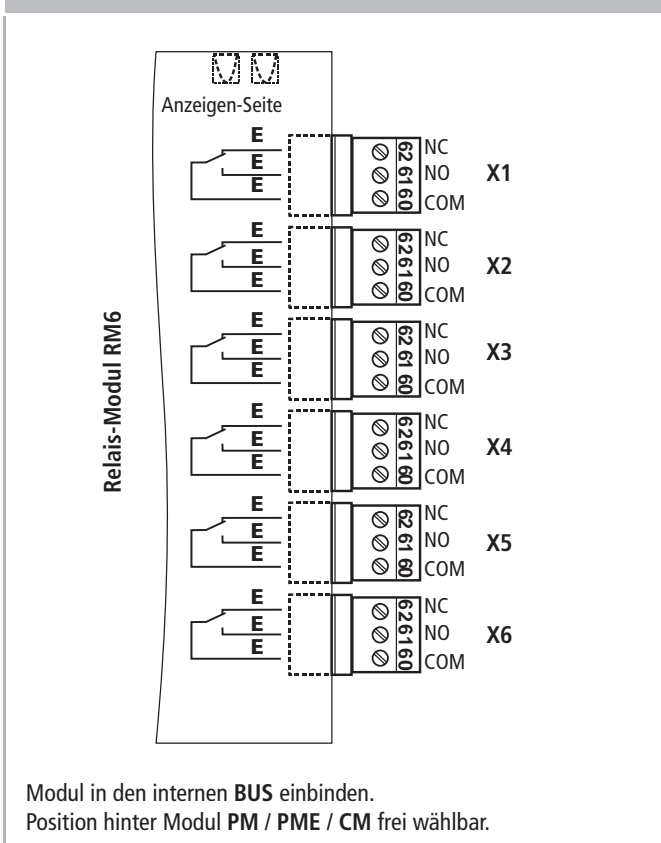 Anzeigen-Seite
Relais-Modul RM6
E
E
E
62 NC
61 NO
60 COM
X1
E
E
E
62 NC
61 NO
60 COM
X2
E
E
E
62 NC
61 NO
60 COM
X3
E
E
E
62 NC
61 NO
60 COM
X4
E
E
E
62 NC
61 NO
60 COM
X5
E
E
E
62 NC
61 NO
60 COM
X6
Modul in den internen BUS einbinden.
Position hinter Modul PM / PME / CM frei wählbar.